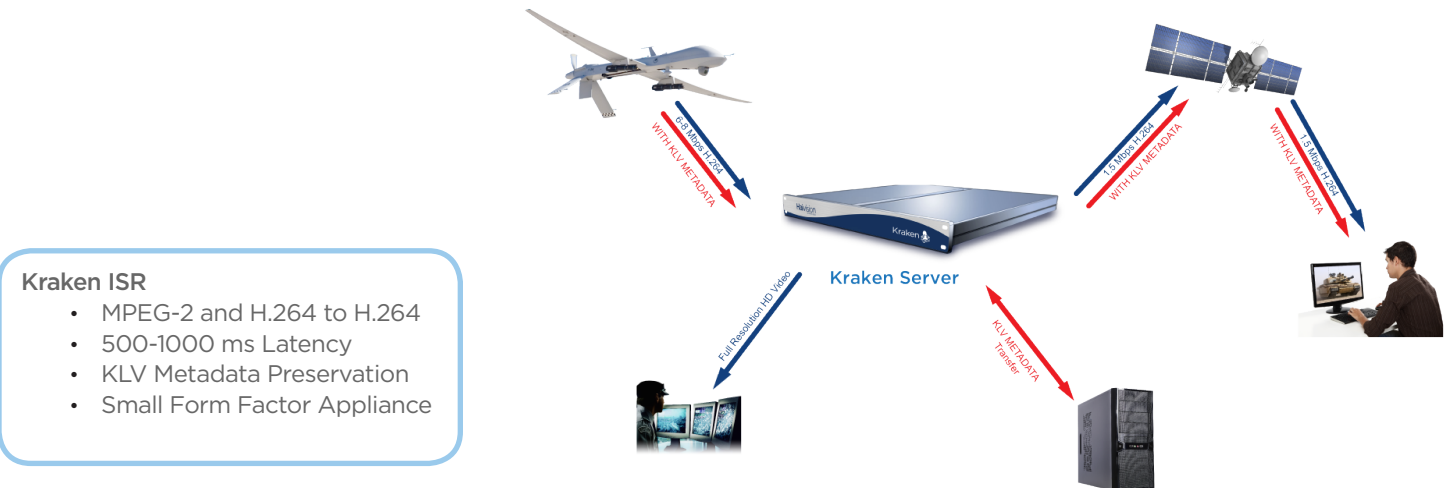 6-8 Mbps H.264
WITH KLV METADATA
1.5 Mbps H.264
WITH KLV METADATA
1.5 Mbps H.264
WITH KLV METADATA
Haivision
Kraken
Kraken Server
Full Resolution HD Video
KLV METADATA
Transfer
Kraken ISR
• MPEG-2 and H.264 to H.264
• 500-1000 ms Latency
• KLV Metadata Preservation
• Small Form Factor Appliance